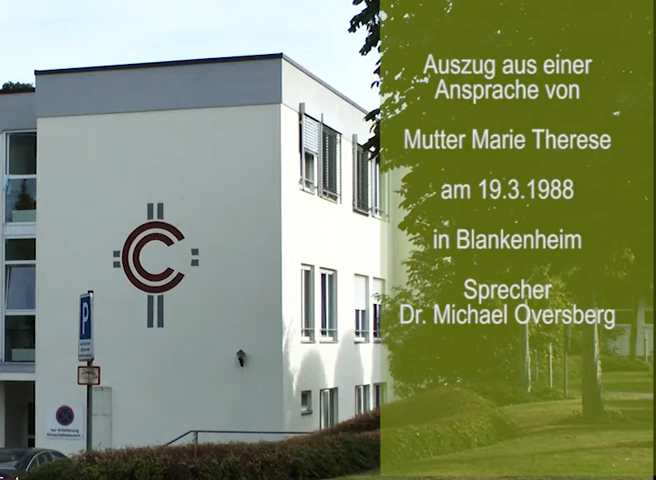 Auszug aus einer
Ansprache von
Mutter Marie Therese
am 19.3.1988
in Blankenheim
Sprecher
Dr. Michael Oversberg
P